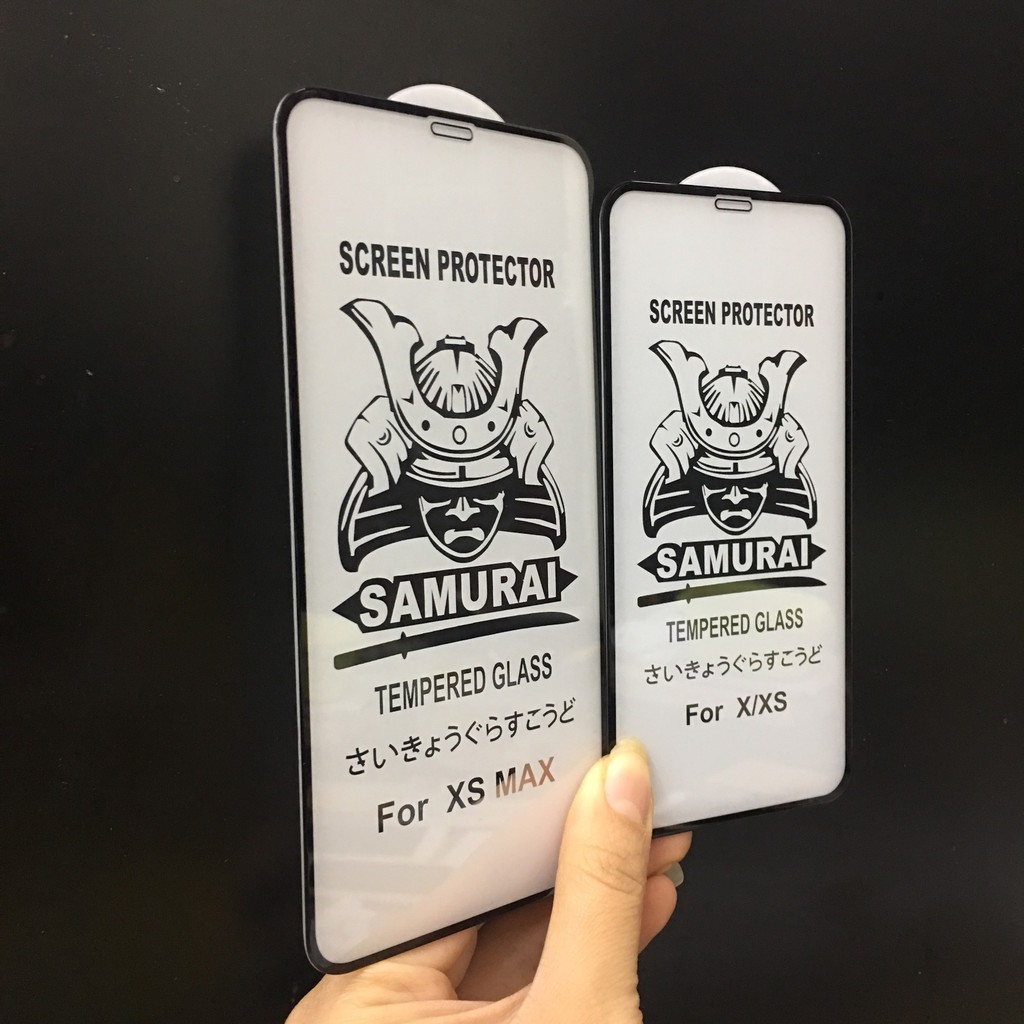 SCREEN PROTECTOR
SAMURAI
TEMPERED GLASS
さいきょうぐらすこうど
For XS MAX
SCREEN PROTECTOR
SAMURAI
TEMPERED GLASS
さいきょうぐらすこうど
For X/XS